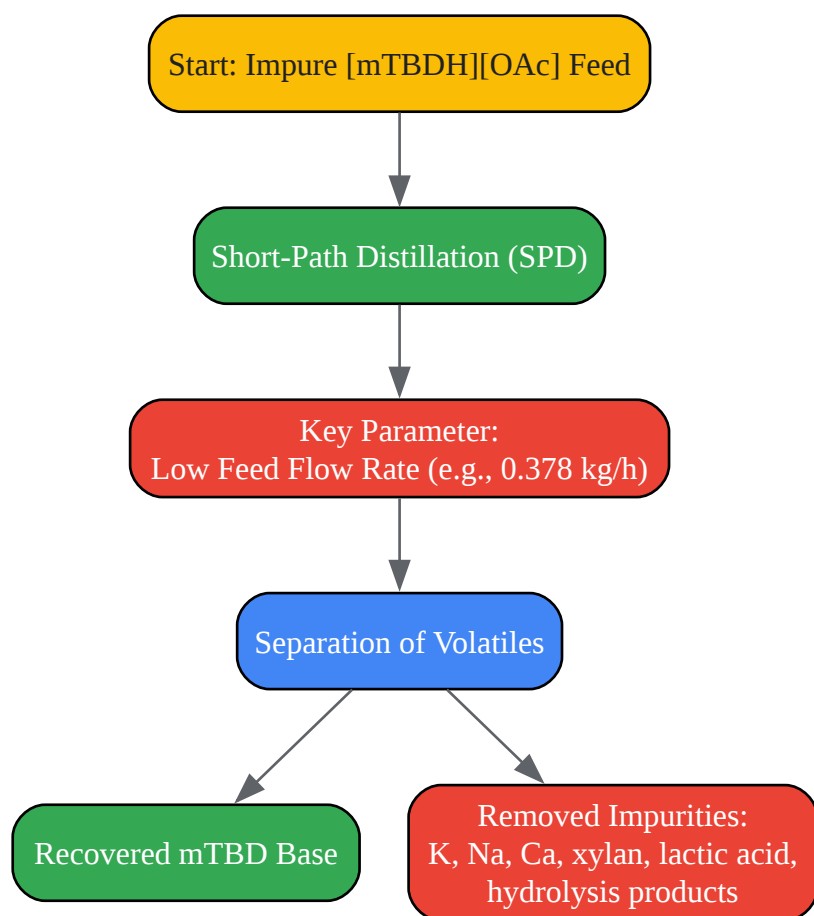 Start: Impure [mTBDH][OAc] Feed
Short-Path Distillation (SPD)
Key Parameter:
Low Feed Flow Rate (e.g., 0.378 kg/h)
Separation of Volatiles
Recovered mTBD Base
Removed Impurities:
K, Na, Ca, xylan, lactic acid,
hydrolysis products